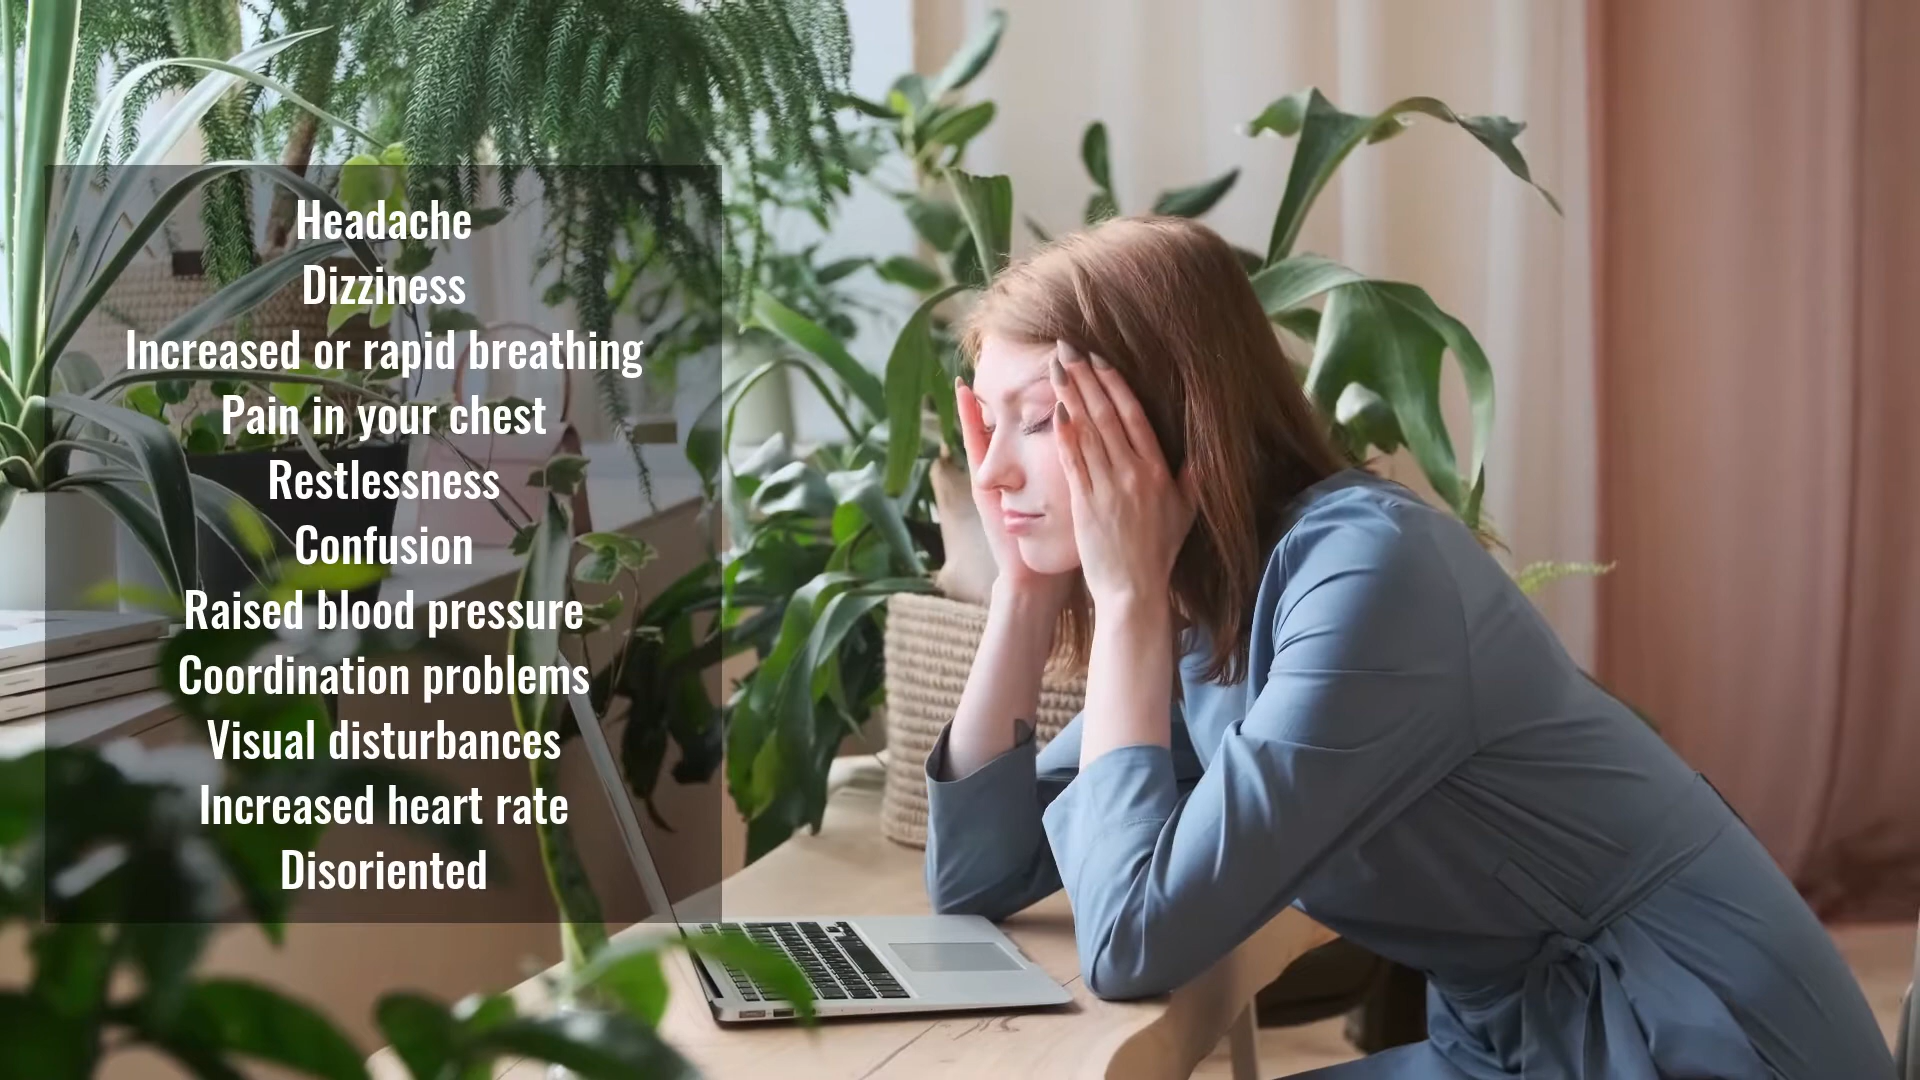 Headache
Dizziness
Increased or rapid breathing
Pain in your chest
Restlessness
Confusion
Raised blood pressure
Coordination problems
Visual disturbances
Increased heart rate
Disoriented